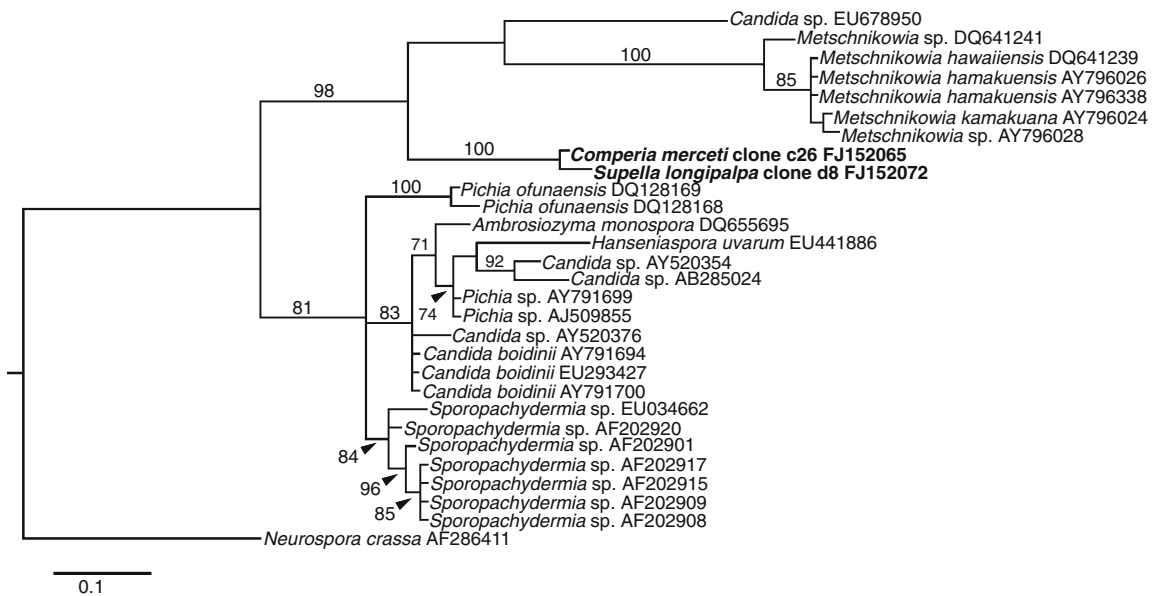 Candida sp. EU678950
Metschnikowia sp. DQ641241
100
Metschnikowia hawaiiensis DQ641239
85
Metschnikowia hamakuensis AY796026
98
Metschnikowia hamakuensis AY796338
Metschnikowia kamakuana AY796024
Metschnikowia sp. AY796028
100
Comperia merceti clone c26 FJ152065
Supella longipalpa clone d8 FJ152072
100
Pichia ofunaensis DQ128169
Pichia ofunaensis DQ128168
Ambrosiozyma monospora DQ655695
71
Hanseniaspora uvarum EU441886
92
Candida sp. AY520354
Candida sp. AB285024
Pichia sp. AY791699
81
83
74
Pichia sp. AJ509855
Candida sp. AY520376
Candida boidinii AY791694
Candida boidinii EU293427
Candida boidinii AY791700
Sporopachydermia sp. EU034662
Sporopachydermia sp. AF202920
84
Sporopachydermia sp. AF202901
Sporopachydermia sp. AF202917
96
Sporopachydermia sp. AF202915
Sporopachydermia sp. AF202909
85
Sporopachydermia sp. AF202908
Neurospora crassa AF286411
0.1